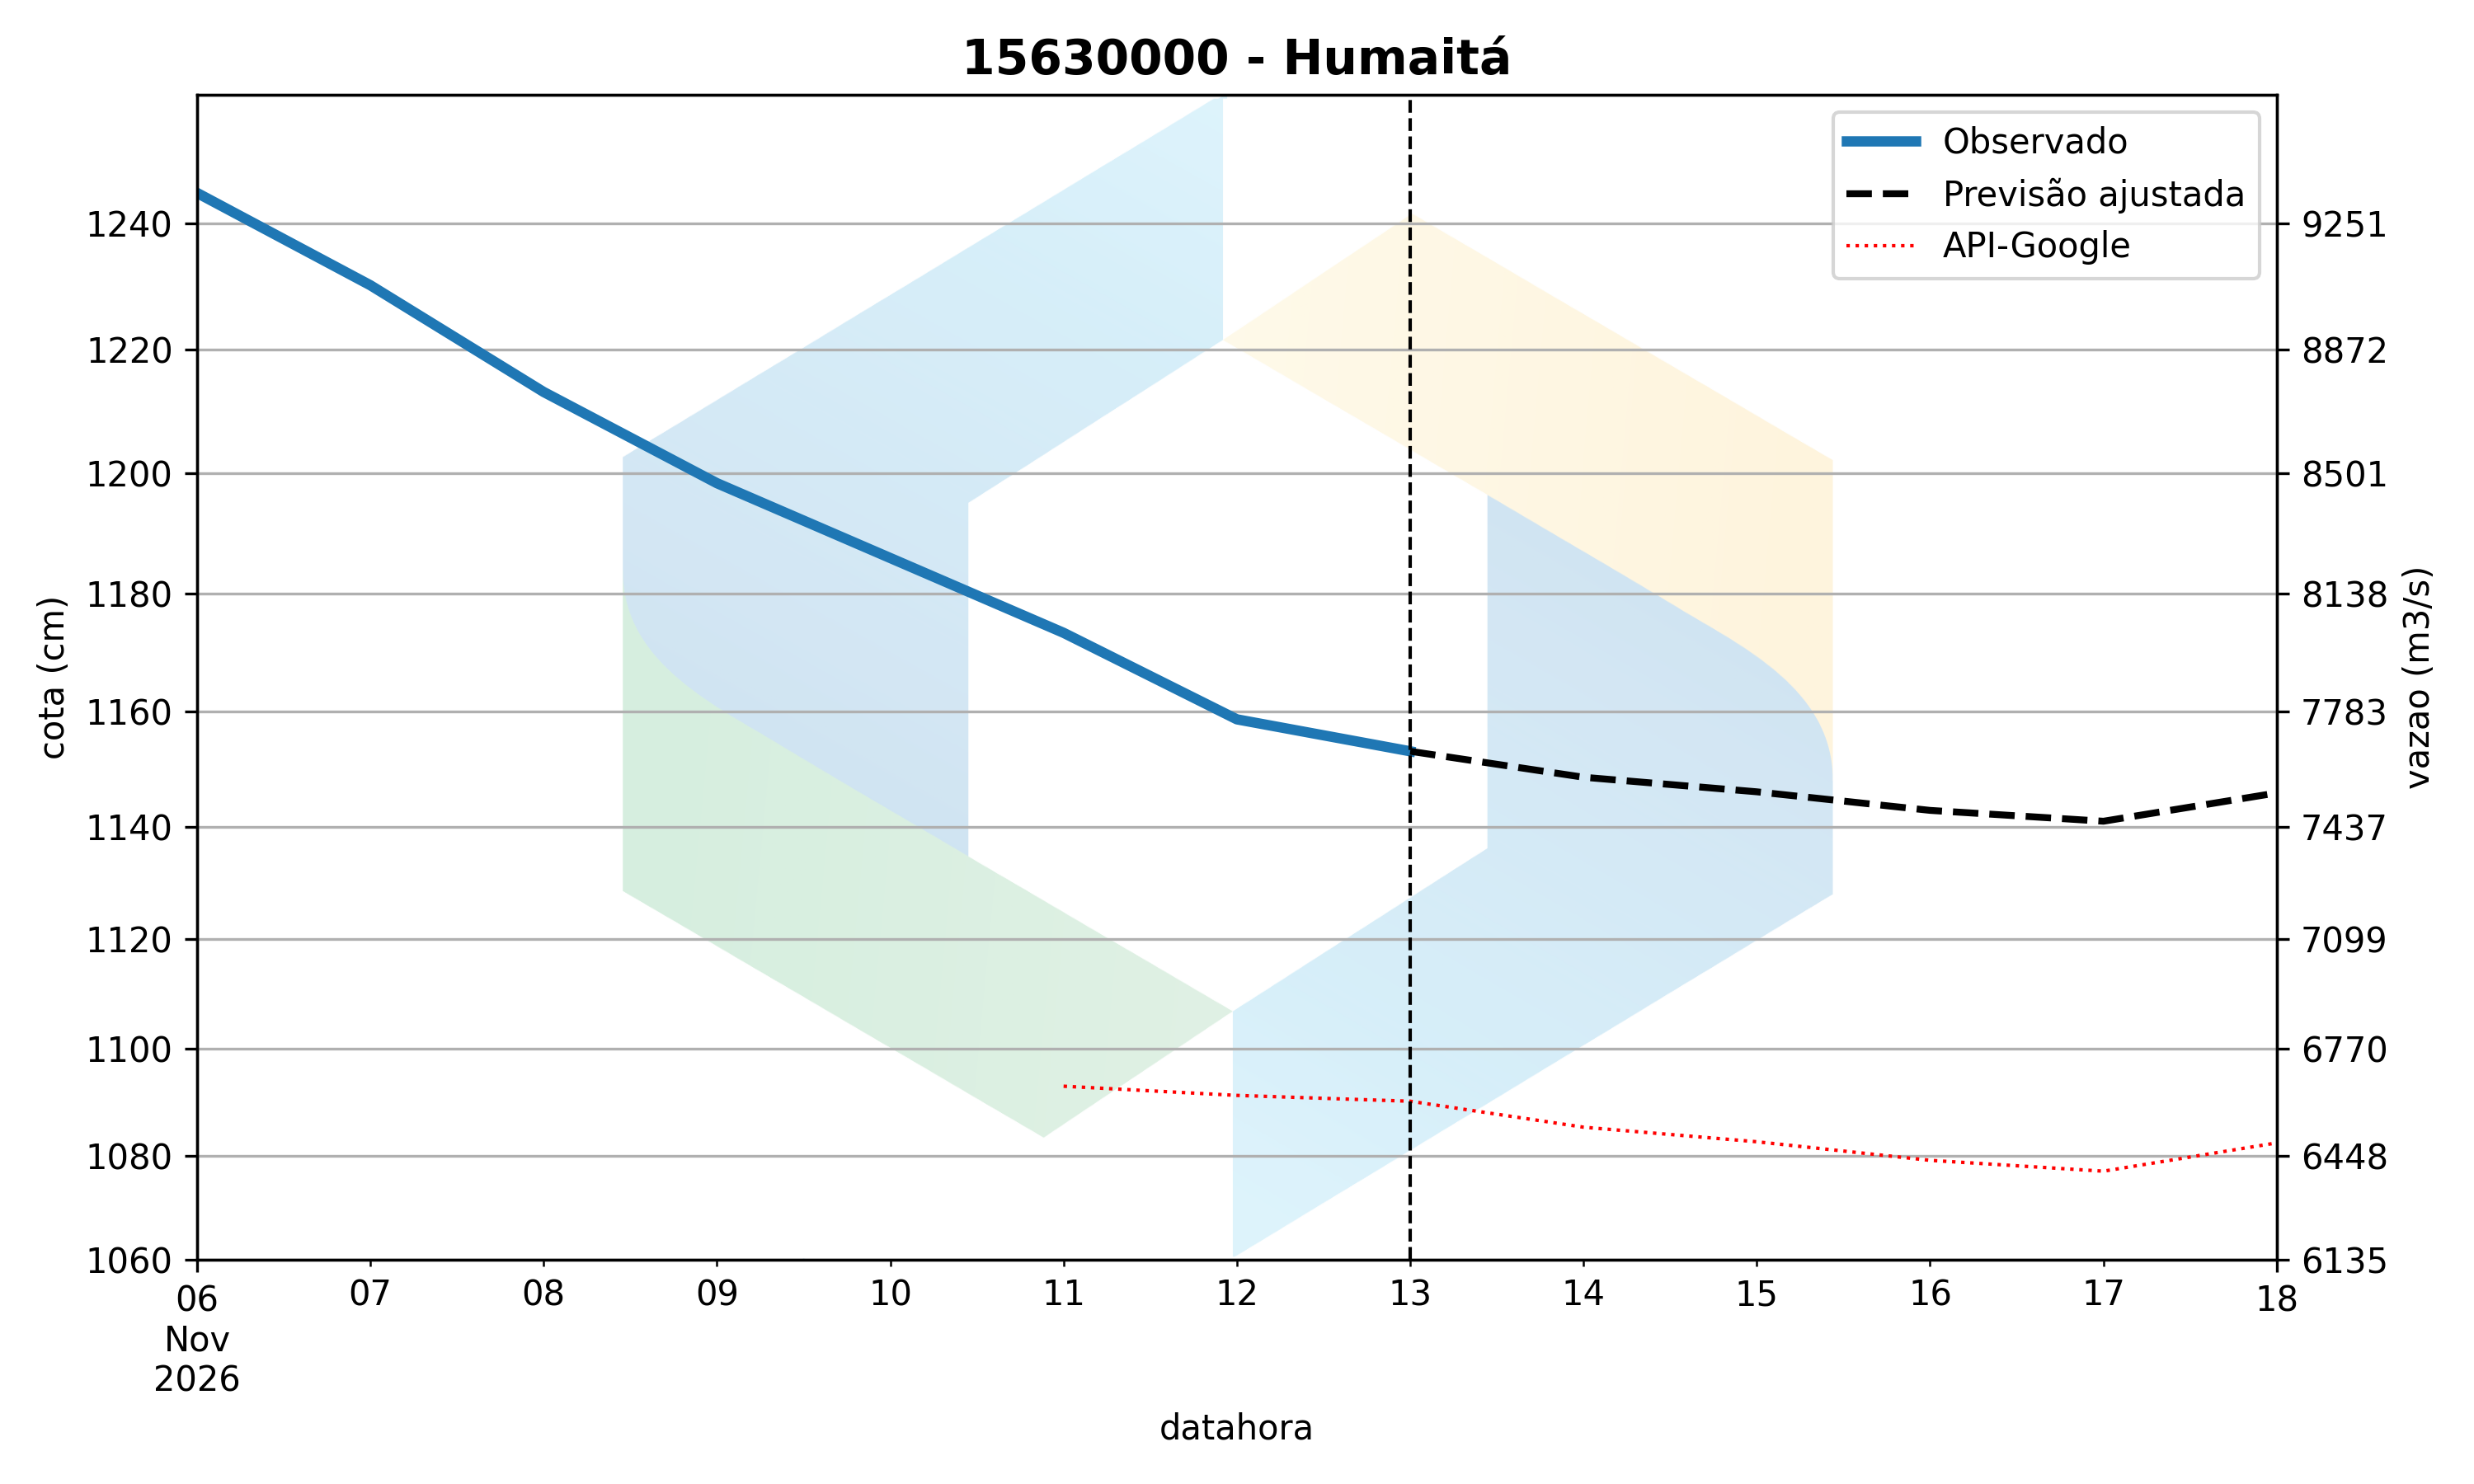 15630000 - Humaitá
Observado
Previsão ajustada
API-Google
cota (cm)
1240
1220
1200
1180
1160
1140
1120
1100
1080
1060
9251
8872
8501
8138
7783
7437
7099
6770
6448
6135
vazao (m3/s)
06 07 08 09 10 11 12 13 14 15 16 17 18
Nov
2026
datahora